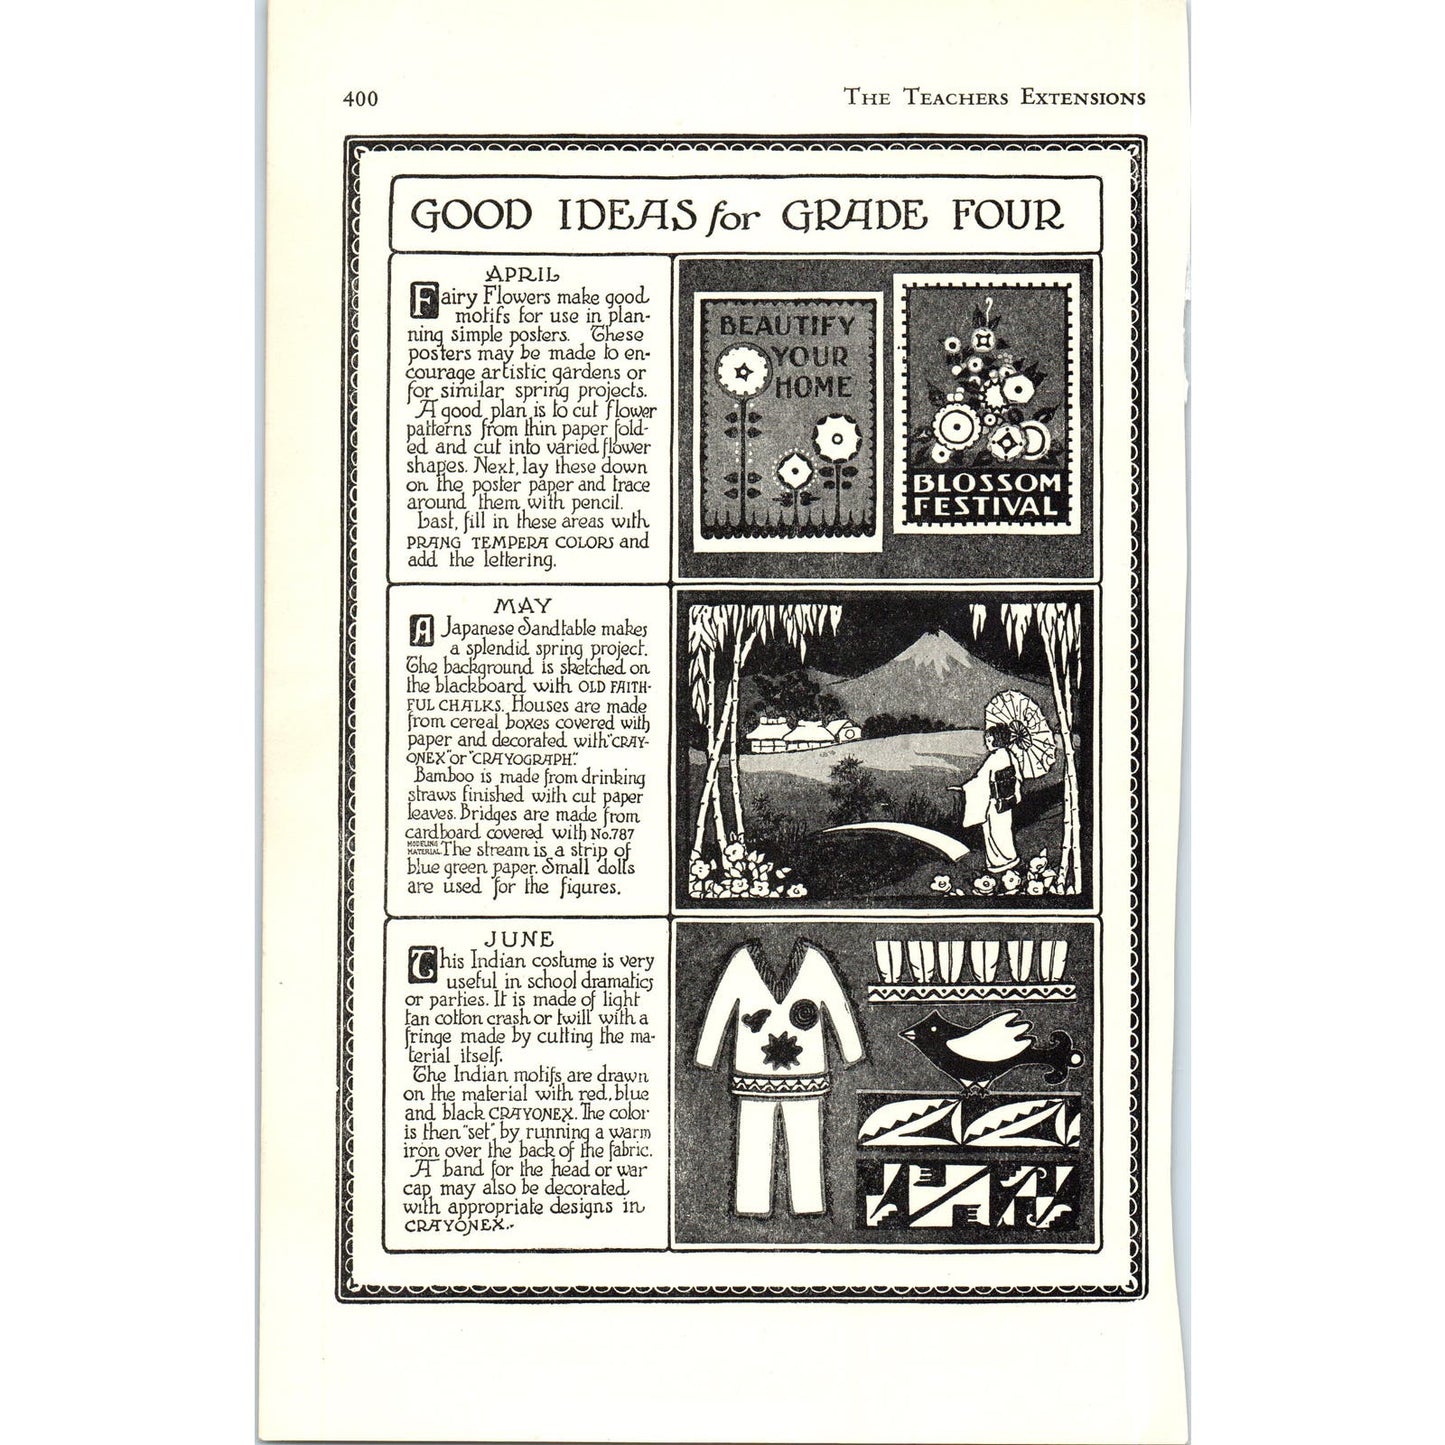 400
THE TEACHERS EXTENSIONS
GOOD IDEAS for GRADE FOUR
APRIL
Fairy Flowers make good
motifs for use in plan-
ning simple posters. These
posters may be made to en-
courage artistic gardens or
for similar spring projects.
A good plan is to cut flower
patterns from thin paper fold-
ed and cut into varied flower
shapes. Next, lay these down
on the poster paper and trace
around them with pencil.
Last, fill in these areas with
PRANG TEMPERA COLORS and
add the lettering.
BEAUTIFY
YOUR
HOME
BLOSSOM
FESTIVAL
MAY
A Japanese Sandtable makes
a splendid spring project.
The background is sketched on
the blackboard with OLD FAITH-
FUL CHALKS. Houses are made
from cereal boxes covered with
paper and decorated with "CRAY-
ONEX" or "CRAYOGRAPH".
Bamboo is made from drinking
straws finished with cut paper
leaves. Bridges are made from
cardboard covered with No.787
MODELING MATERIAL. The stream is a strip of
blue green paper. Small dolls
are used for the figures.
JUNE
This Indian costume is very
useful in school dramatics
or parties. It is made of light
tan cotton crash or twill with a
fringe made by cutting the ma-
terial itself.
The Indian motifs are drawn
on the material with red, blue
and black CRAYONEX. The color
is then "set" by running a warm
iron over the back of the fabric.
A band for the head or war
cap may also be decorated
with appropriate designs in
CRAYONEX.-